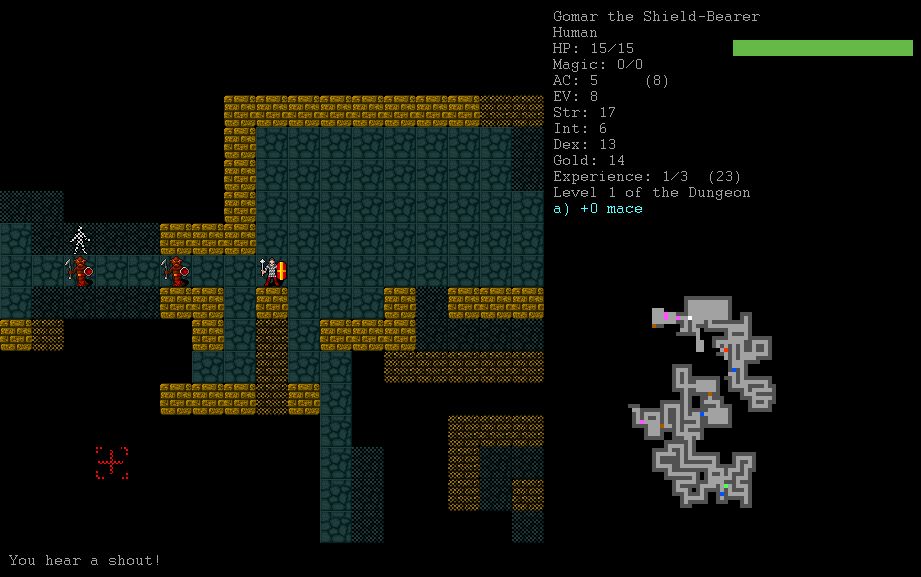 Gomar the Shield-Bearer
Human
HP: 15/15
Magic: 0/0
AC: 5 (8)
EV: 8
Str: 17
Int: 6
Dex: 13
Gold: 14
Experience: 1/3 (23)
Level 1 of the Dungeon
a) +0 mace
You hear a shout!